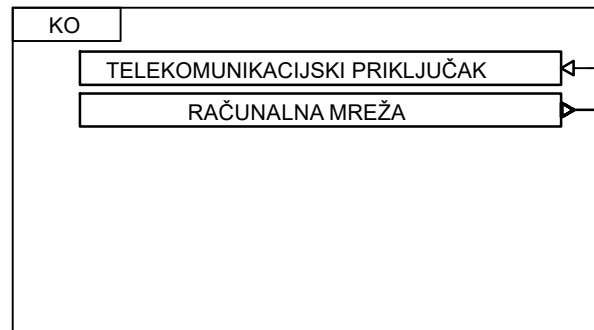 KO
TELEKOMUNIKACIJSKI PRIKLJUČAK
RAČUNALNA MREŽA